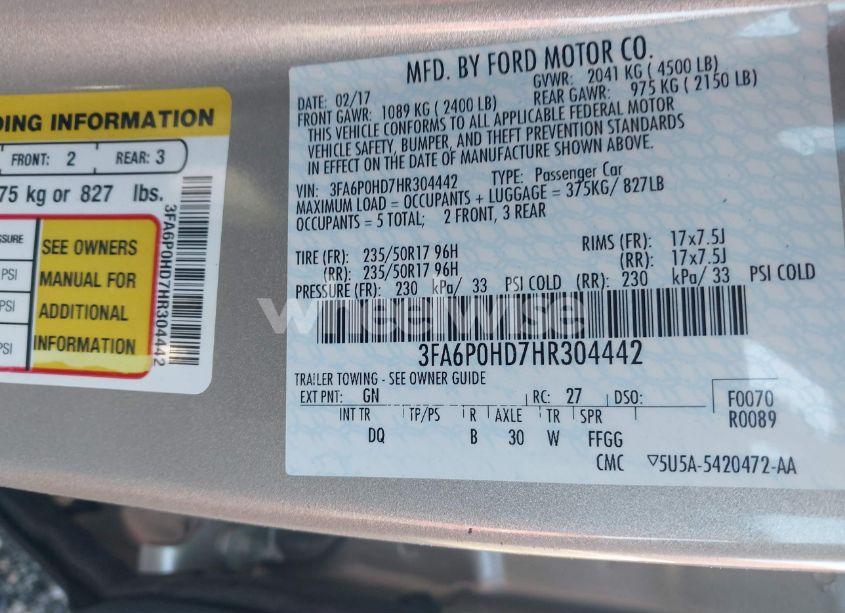 DING INFORMATION
FRONT: 2 REAR: 3
75 kg or 827 lbs.
SSURE
PSI
PSI
PSI
SEE OWNERS
MANUAL FOR
ADDITIONAL
INFORMATION
3FA6P0HD7HR304442
MFD. BY FORD MOTOR CO.
DATE: 02/17 GVWR: 2041 KG ( 4500 LB)
FRONT GAWR: 1089 KG ( 2400 LB) REAR GAWR: 975 KG ( 2150 LB)
THIS VEHICLE CONFORMS TO ALL APPLICABLE FEDERAL MOTOR
VEHICLE SAFETY, BUMPER, AND THEFT PREVENTION STANDARDS
IN EFFECT ON THE DATE OF MANUFACTURE SHOWN ABOVE.
VIN: 3FA6P0HD7HR304442 TYPE: Passenger Car
MAXIMUM LOAD = OCCUPANTS + LUGGAGE = 375KG/ 827LB
OCCUPANTS = 5 TOTAL; 2 FRONT, 3 REAR
TIRE (FR): 235/50R17 96H RIMS (FR): 17x7.5J
(RR): 235/50R17 96H (RR): 17x7.5J
PRESSURE (FR): 230 kPa/ 33 PSI COLD (RR): 230 kPa/ 33 PSI COLD
wheelwise
3FA6P0HD7HR304442
TRAILER TOWING - SEE OWNER GUIDE
EXT PNT: GN RC: 27 DSO: F0070
R0089
INT TR TP/PS R AXLE TR SPR
DQ B 30 W FFGG
CMC 5U5A-5420472-AA